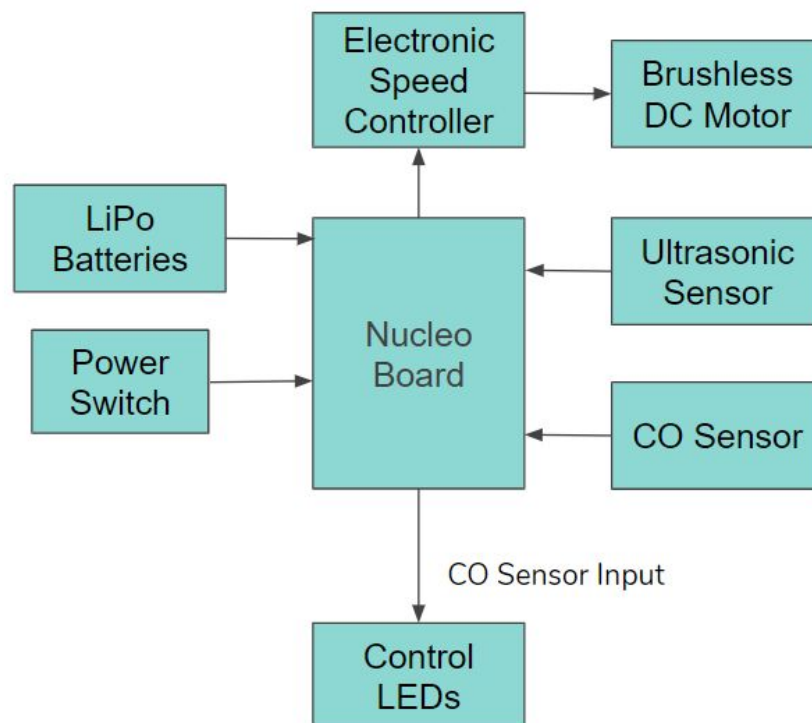 Electronic
Speed
Controller
Brushless
DC Motor
LiPo
Batteries
Ultrasonic
Sensor
Nucleo
Board
Power
Switch
CO Sensor
CO Sensor Input
Control
LEDs